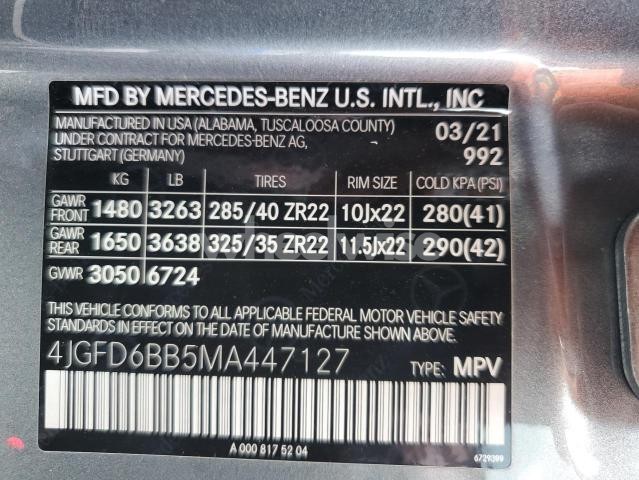 MFD BY MERCEDES-BENZ U.S. INTL., INC
MANUFACTURED IN USA (ALABAMA, TUSCALOOSA COUNTY) 03/21
UNDER CONTRACT FOR MERCEDES-BENZ AG,
STUTTGART (GERMANY) 992
KG LB TIRES RIM SIZE COLD KPA (PSI)
GAWR FRONT 1480 3263 285/40 ZR22 10Jx22 280(41)
GAWR REAR 1650 3638 325/35 ZR22 11.5Jx22 290(42)
GVWR 3050 6724
THIS VEHICLE CONFORMS TO ALL APPLICABLE FEDERAL MOTOR VEHICLE SAFETY
STANDARDS IN EFFECT ON THE DATE OF MANUFACTURE SHOWN ABOVE.
4JGFD6BB5MA447127 TYPE: MPV
A 000 817 52 04
6729399